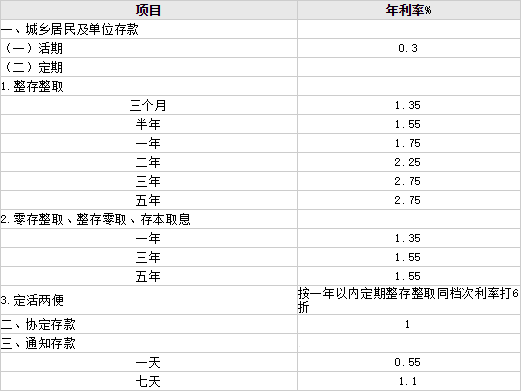 项目 年利率%
一、城乡居民及单位存款
（一）活期 0.3
（二）定期
1.整存整取
三个月 1.35
半年 1.55
一年 1.75
二年 2.25
三年 2.75
五年 2.75
2.零存整取、整存零取、存本取息
一年 1.35
三年 1.55
五年 1.55
3.定活两便 按一年以内定期整存整取同档次利率打6
折
二、协定存款 1
三、通知存款
一天 0.55
七天 1.1